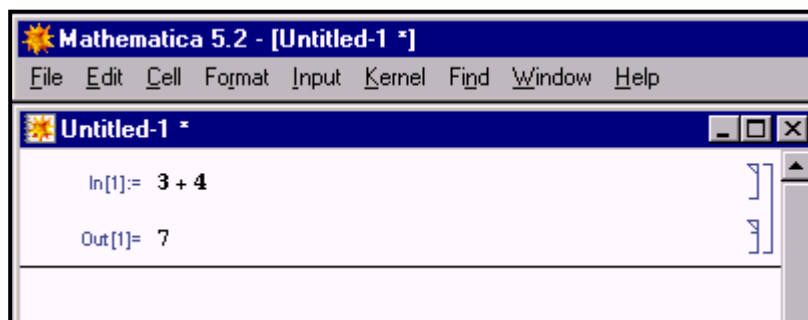 Mathematica 5.2 - [Untitled-1 *]
File Edit Cell Format Input Kernel Find Window Help
Untitled-1 *
In[1]:= 3 + 4
Out[1]= 7